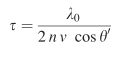 τ = λ₀ / (2 n v cos θ′)